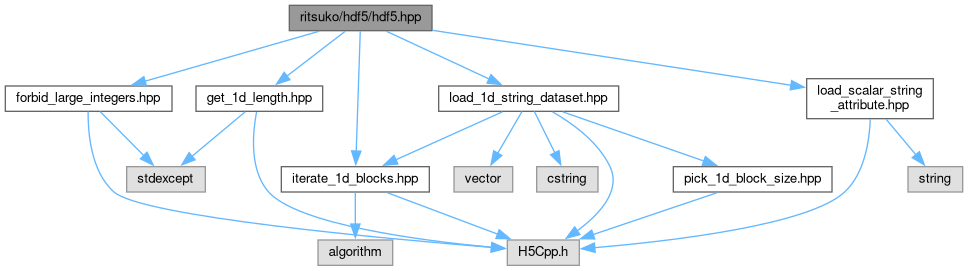 ritsuko/hdf5/hdf5.hpp
forbid_large_integers.hpp
get_1d_length.hpp
load_1d_string_dataset.hpp
load_scalar_string
_attribute.hpp
stdexcept
iterate_1d_blocks.hpp
vector
cstring
pick_1d_block_size.hpp
string
algorithm
H5Cpp.h